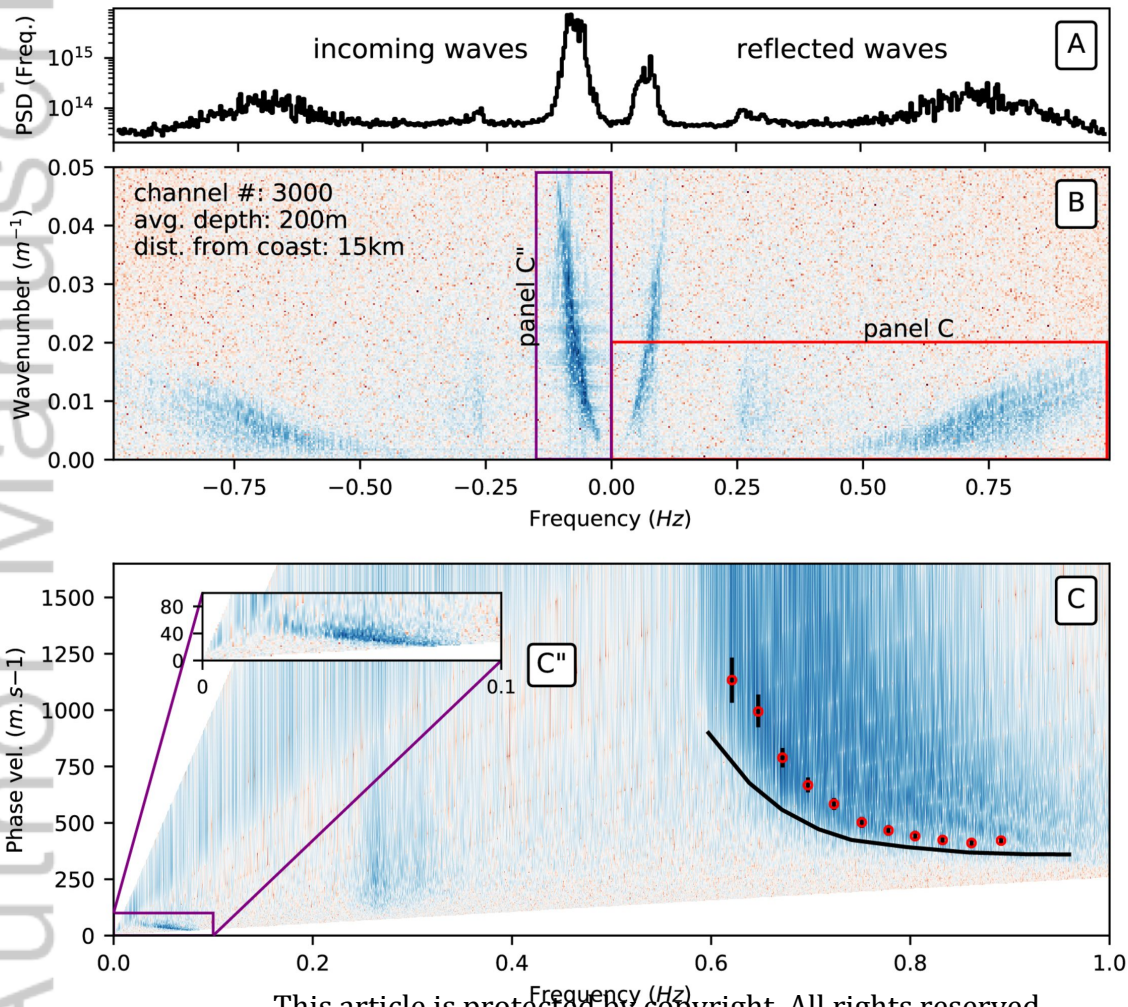 Author Manuscri
PSD (Freq.)
10^15
10^14
incoming waves
reflected waves
A
Wavenumber (m^−1)
0.05
0.04
0.03
0.02
0.01
0.00
channel #: 3000
avg. depth: 200m
dist. from coast: 15km
B
panel C"
panel C
−0.75 −0.50 −0.25 0.00 0.25 0.50 0.75
Frequency (Hz)
Phase vel. (m.s−1)
1500
1250
1000
750
500
250
0
80
40
0
0 0.1
C"
C
0.0 0.2 0.4 0.6 0.8 1.0
Frequency (Hz)
This article is protected by copyright. All rights reserved